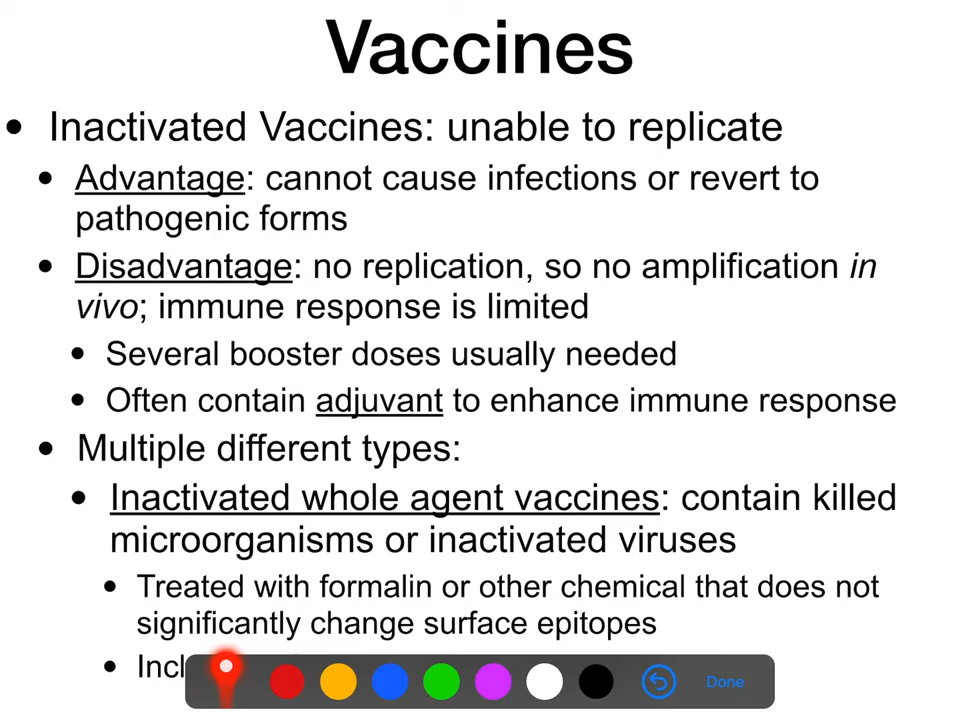 Vaccines
• Inactivated Vaccines: unable to replicate
• Advantage: cannot cause infections or revert to
pathogenic forms
• Disadvantage: no replication, so no amplification in
vivo; immune response is limited
• Several booster doses usually needed
• Often contain adjuvant to enhance immune response
• Multiple different types:
• Inactivated whole agent vaccines: contain killed
microorganisms or inactivated viruses
• Treated with formalin or other chemical that does not
significantly change surface epitopes
Done